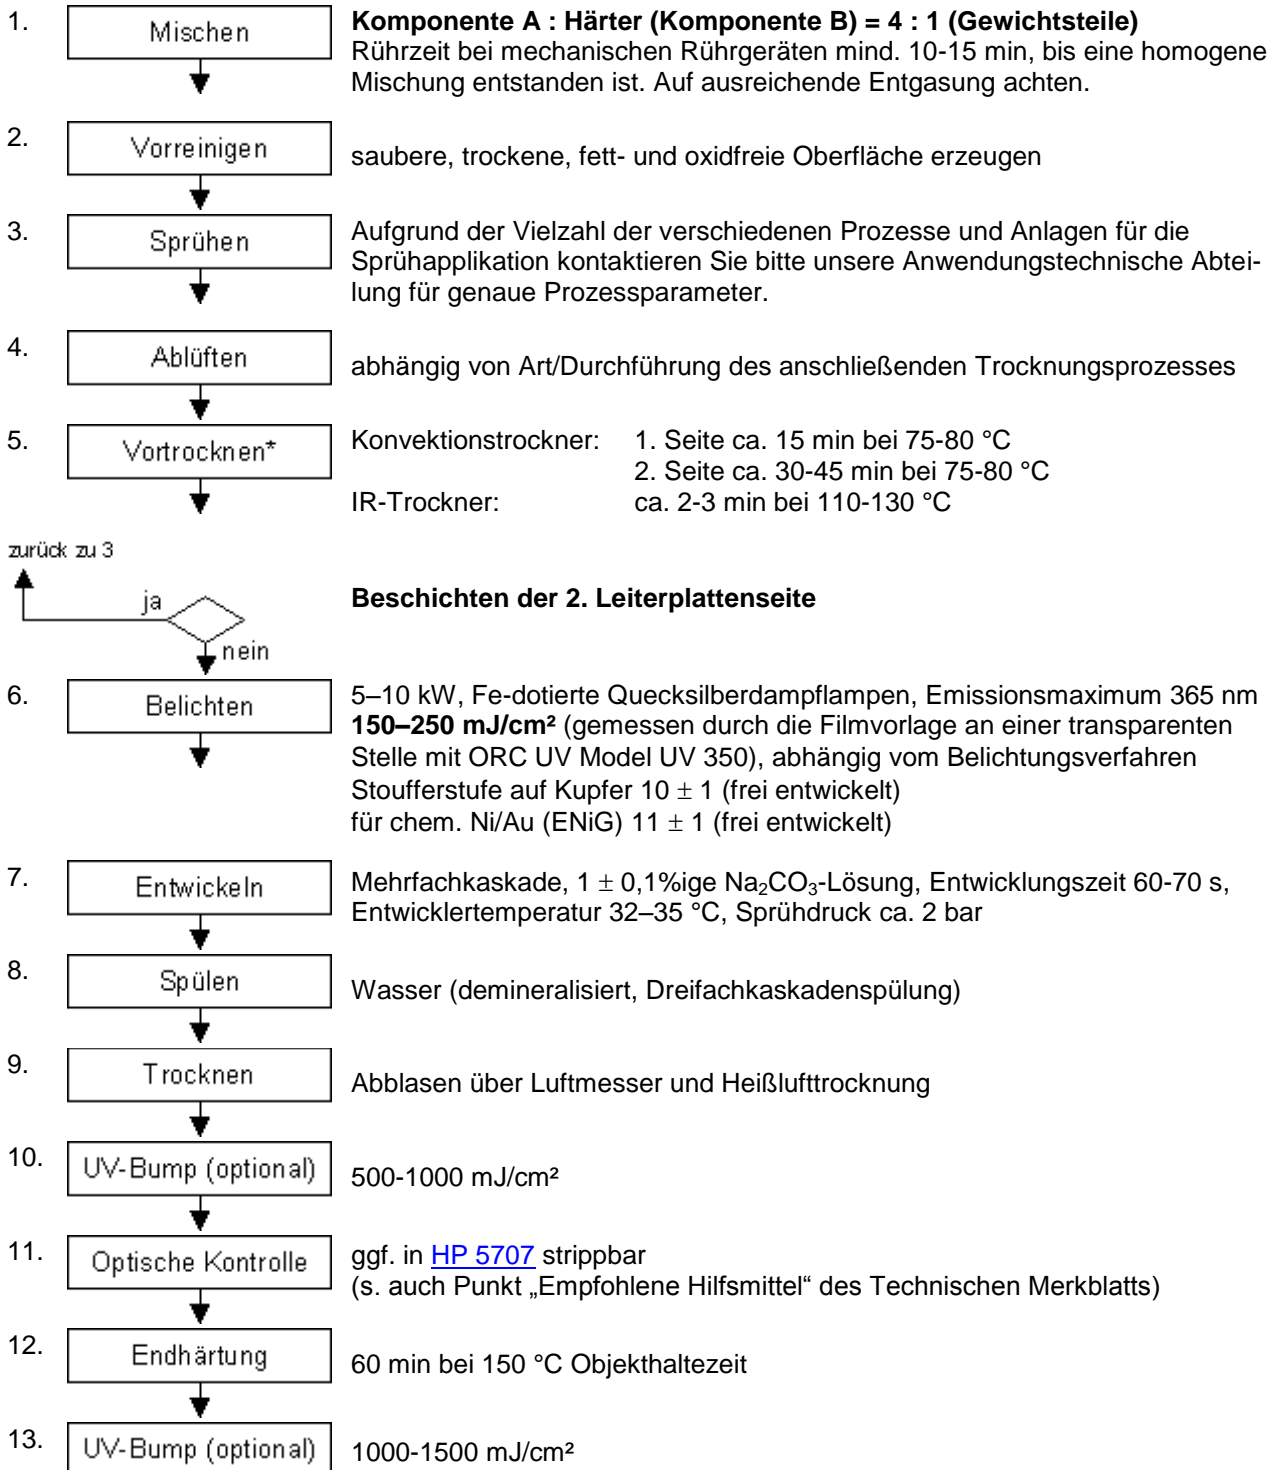 1.
Mischen
Komponente A : Härter (Komponente B) = 4 : 1 (Gewichtsteile)
Rührzeit bei mechanischen Rührgeräten mind. 10-15 min, bis eine homogene
Mischung entstanden ist. Auf ausreichende Entgasung achten.
2.
Vorreinigen
saubere, trockene, fett- und oxidfreie Oberfläche erzeugen
3.
Sprühen
Aufgrund der Vielzahl der verschiedenen Prozesse und Anlagen für die
Sprühapplikation kontaktieren Sie bitte unsere Anwendungstechnische Abtei-
lung für genaue Prozessparameter.
4.
Ablüften
abhängig von Art/Durchführung des anschließenden Trocknungsprozesses
5.
Vortrocknen*
Konvektionstrockner: 1. Seite ca. 15 min bei 75-80 °C
2. Seite ca. 30-45 min bei 75-80 °C
IR-Trockner: ca. 2-3 min bei 110-130 °C
zurück zu 3
ja
nein
Beschichten der 2. Leiterplattenseite
6.
Belichten
5–10 kW, Fe-dotierte Quecksilberdampflampen, Emissionsmaximum 365 nm
150–250 mJ/cm² (gemessen durch die Filmvorlage an einer transparenten
Stelle mit ORC UV Model UV 350), abhängig vom Belichtungsverfahren
Stoufferstufe auf Kupfer 10 ± 1 (frei entwickelt)
für chem. Ni/Au (ENiG) 11 ± 1 (frei entwickelt)
7.
Entwickeln
Mehrfachkaskade, 1 ± 0,1%ige Na₂CO₃-Lösung, Entwicklungszeit 60-70 s,
Entwicklertemperatur 32–35 °C, Sprühdruck ca. 2 bar
8.
Spülen
Wasser (demineralisiert, Dreifachkaskadenspülung)
9.
Trocknen
Abblasen über Luftmesser und Heißlufttrocknung
10.
UV-Bump (optional)
500-1000 mJ/cm²
11.
Optische Kontrolle
ggf. in HP 5707 strippbar
(s. auch Punkt „Empfohlene Hilfsmittel“ des Technischen Merkblatts)
12.
Endhärtung
60 min bei 150 °C Objekthaltezeit
13.
UV-Bump (optional)
1000-1500 mJ/cm²